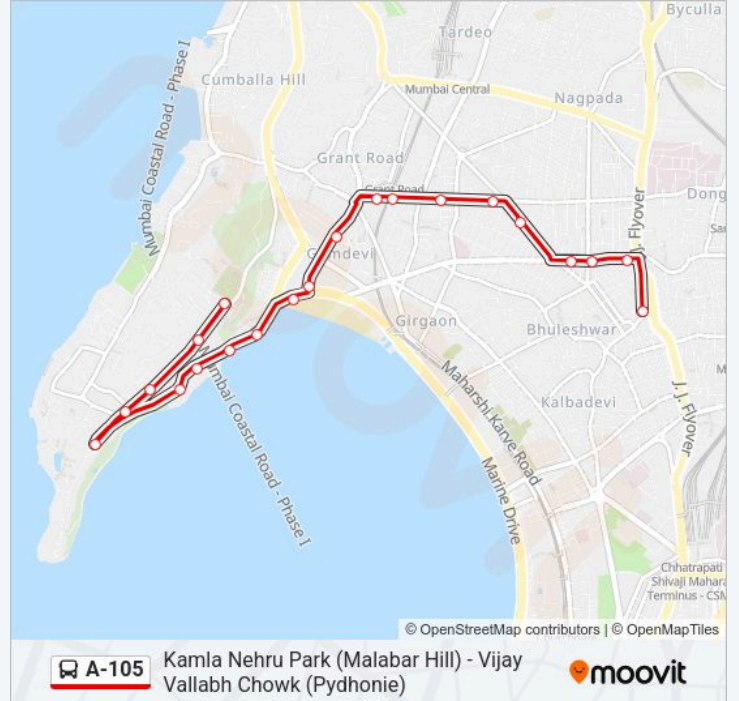 Byculla
Tardeo
Cumballa Hill
Mumbai Central
Nagpada
Mumbai Coastal Road - Phase I
Grant Road
Grant Road
Dong
J. Flyover
Gamdevi
Girgaon
Bhuleshwar
Mumbai Coastal Road - Phase I
Maharshi Karve Road
Kalbadevi
J.J. Flyover
M
Marine Drive
Chhatrapati
Shivaji Mahara
Terminus - CSM
© OpenStreetMap contributors | © OpenMapTiles
A-105
Kamla Nehru Park (Malabar Hill) - Vijay
Vallabh Chowk (Pydhonie)
moovit